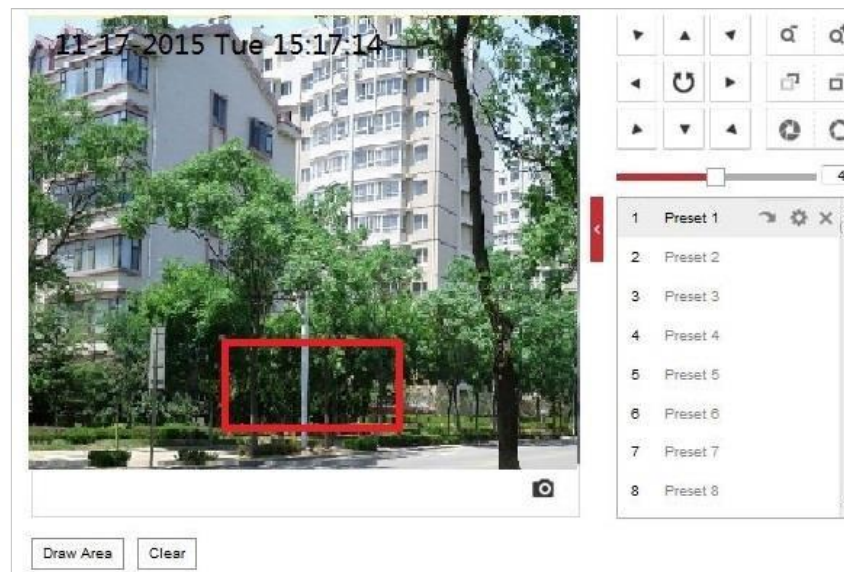 11-17-2015 Tue 15:17:14
4
1 Preset 1
2 Preset 2
3 Preset 3
4 Preset 4
5 Preset 5
6 Preset 6
7 Preset 7
8 Preset 8
Draw Area Clear